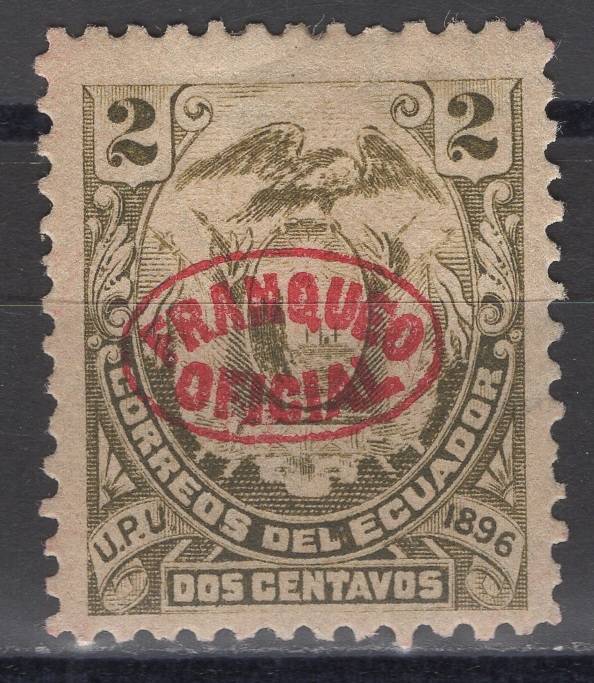 2 2
FRANQUEO
OFICIAL
CORREOS DEL ECUADOR
U.P.U 1896
DOS CENTAVOS